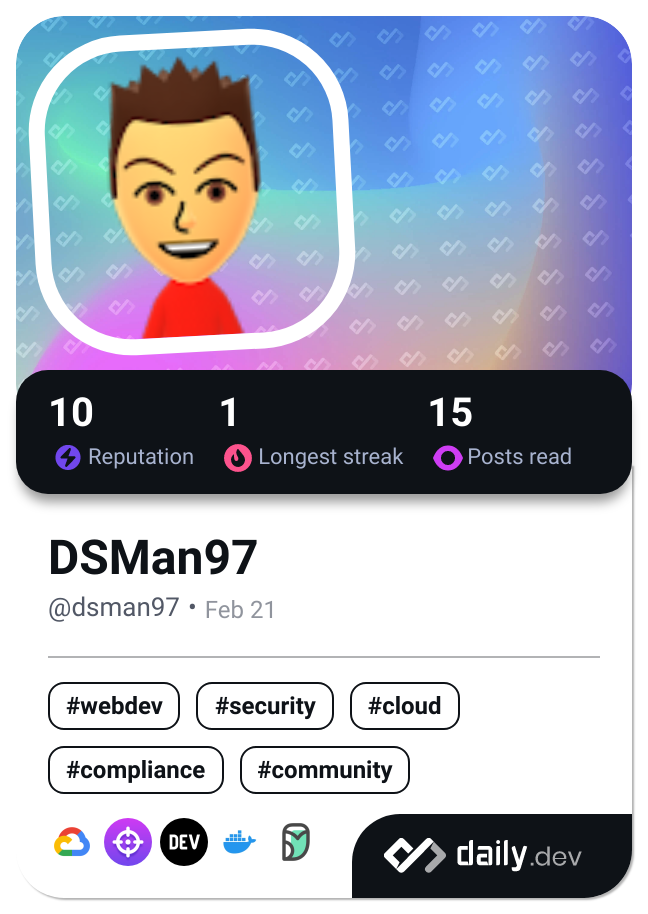 10 1 15
Reputation Longest streak Posts read
DSMan97
@dsman97 • Feb 21
#webdev #security #cloud
#compliance #community
DEV
daily.dev